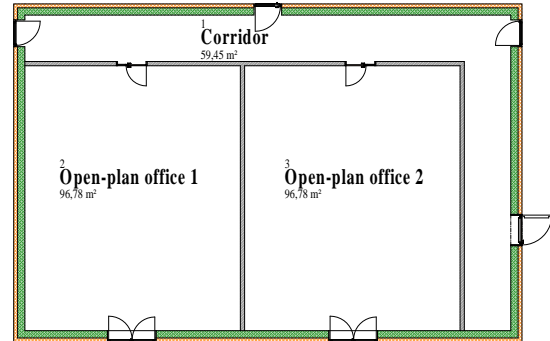 1
Corridor
59,45 m²
2
Open-plan office 1
96,78 m²
3
Open-plan office 2
96,78 m²